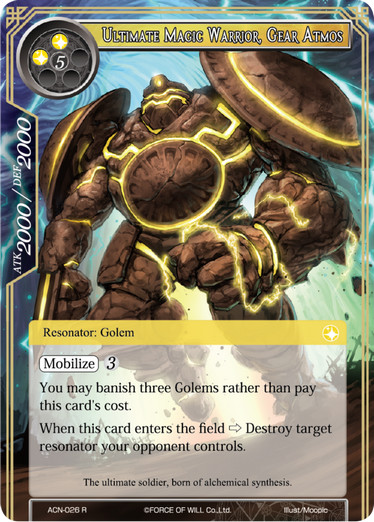 Ultimate Magic Warrior, Gear Atmos
5
ATK 2000 / DEF 2000
Resonator: Golem
Mobilize 3
You may banish three Golems rather than pay
this card's cost.
When this card enters the field ⇨ Destroy target
resonator your opponent controls.
The ultimate soldier, born of alchemical synthesis.
ACN-026 R ©FORCE OF WILL Co.,Ltd. Illust/Moopic